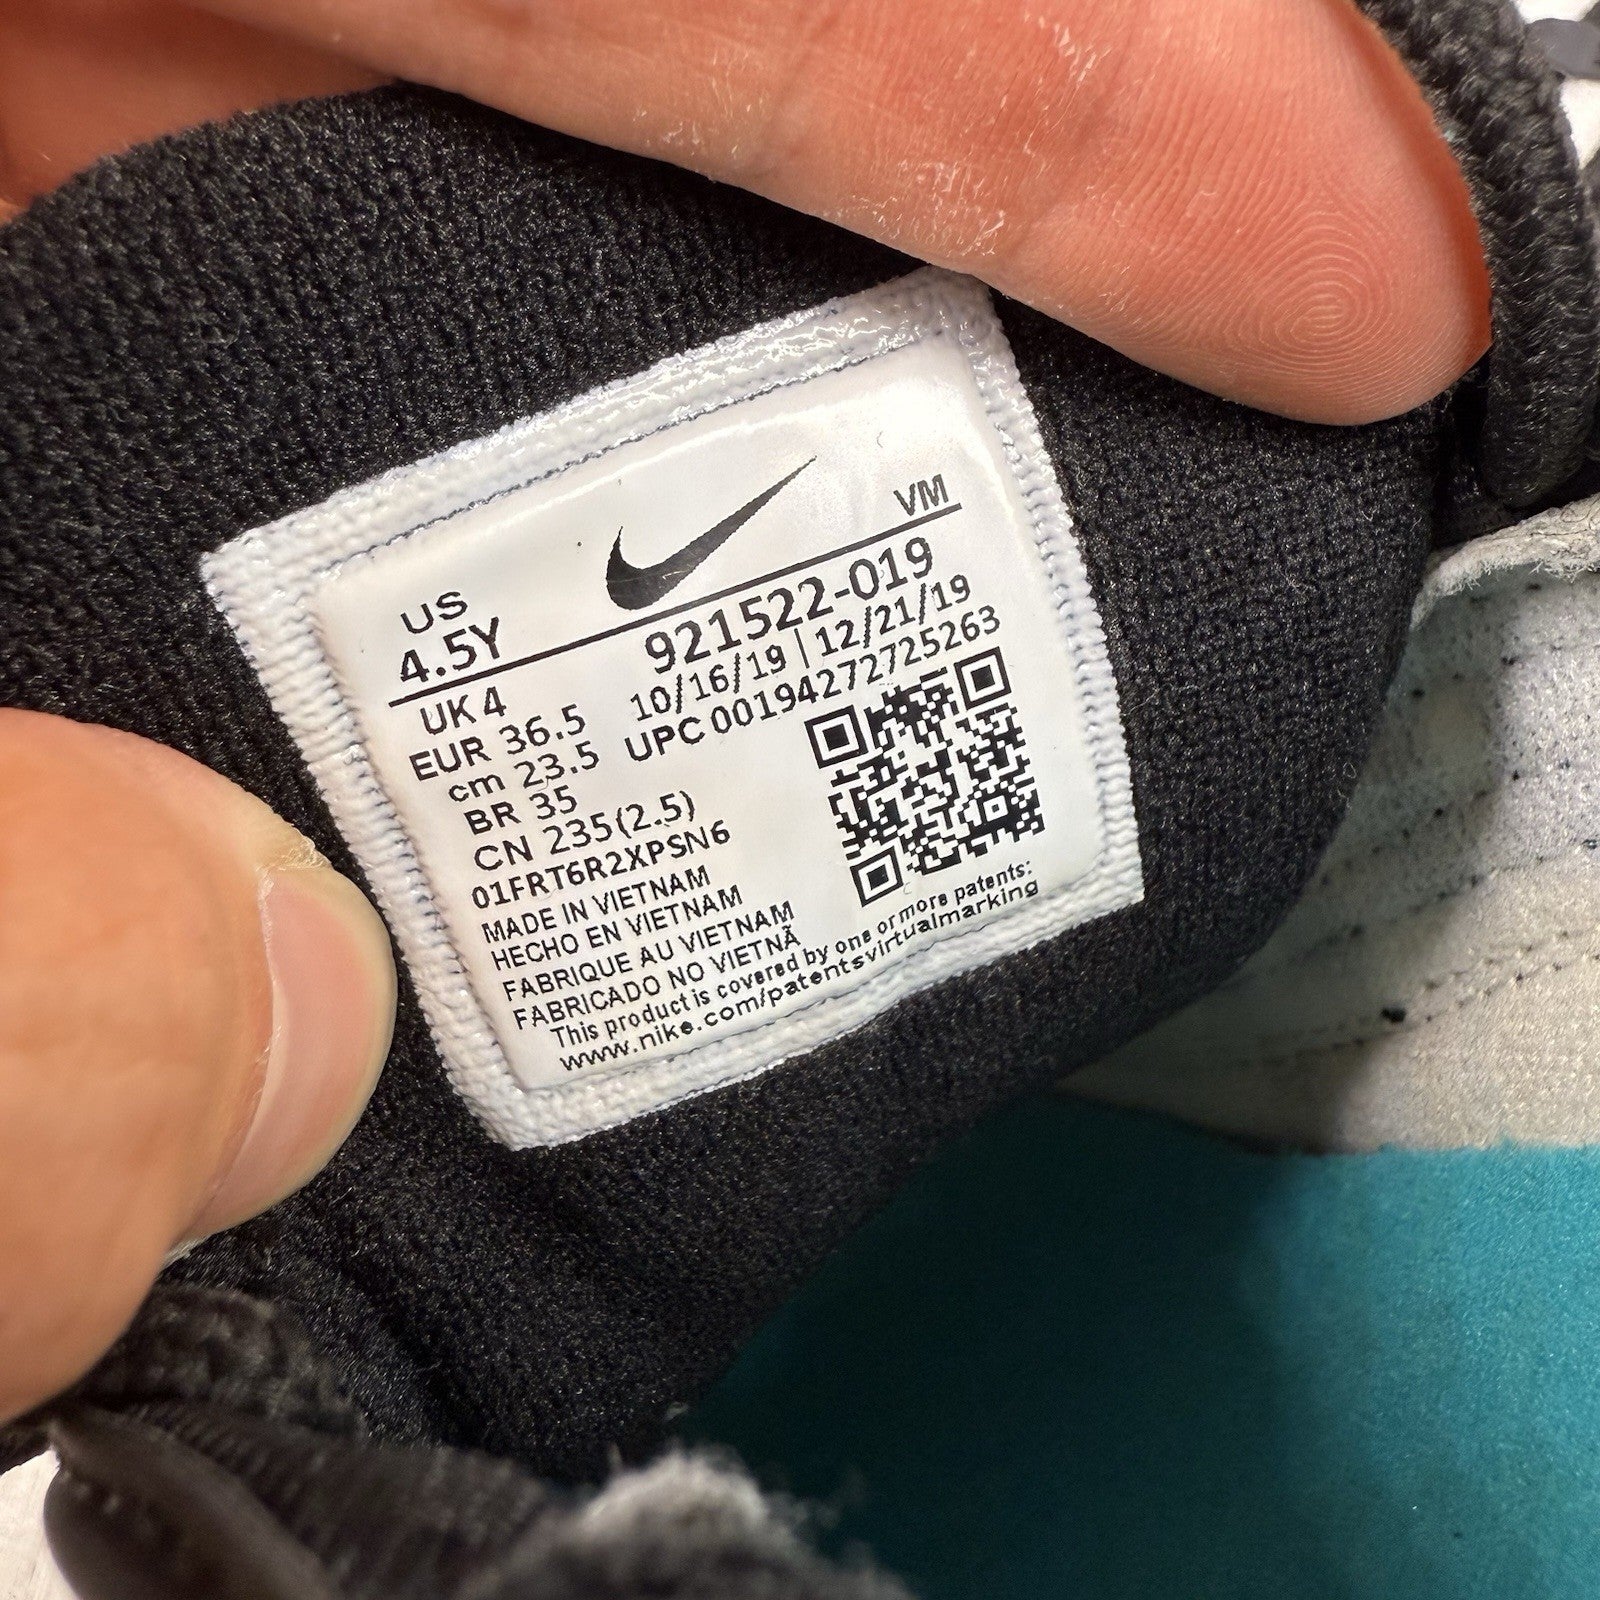 VM
US
4.5Y
921522-019
10/16/19 | 12/21/19
UPC 00194272725263
UK 4
EUR 36.5
cm 23.5
BR 35
CN 235(2.5)
01FRT6R2XPSN6
MADE IN VIETNAM
HECHO EN VIETNAM
FABRIQUE AU VIETNAM
FABRICADO NO VIETNÃ
This product is covered by one or more patents:
www.nike.com/patentsvirtualmarking